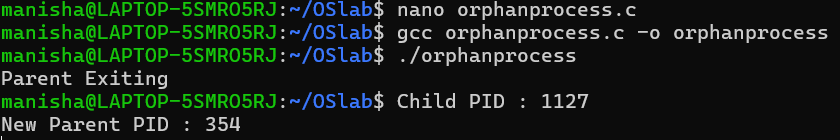 manisha@LAPTOP-5SMRO5RJ:~/OSlab$ nano orphanprocess.c
manisha@LAPTOP-5SMRO5RJ:~/OSlab$ gcc orphanprocess.c -o orphanprocess
manisha@LAPTOP-5SMRO5RJ:~/OSlab$ ./orphanprocess
Parent Exiting
manisha@LAPTOP-5SMRO5RJ:~/OSlab$ Child PID : 1127
New Parent PID : 354